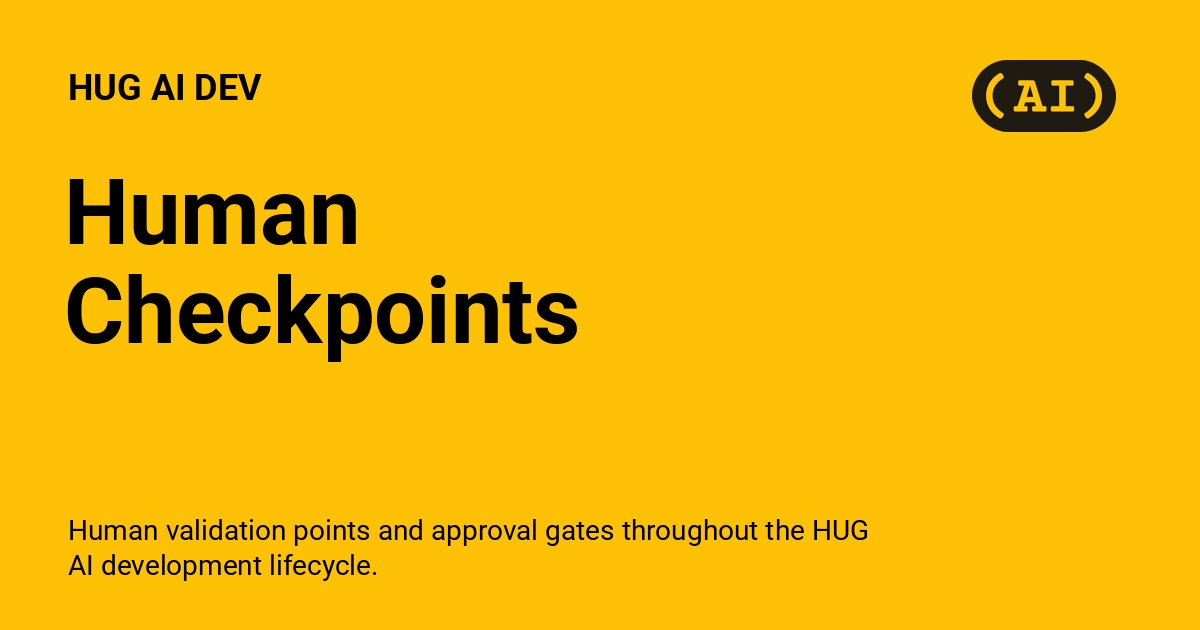 HUG AI DEV
(AI)
Human
Checkpoints
Human validation points and approval gates throughout the HUG
AI development lifecycle.